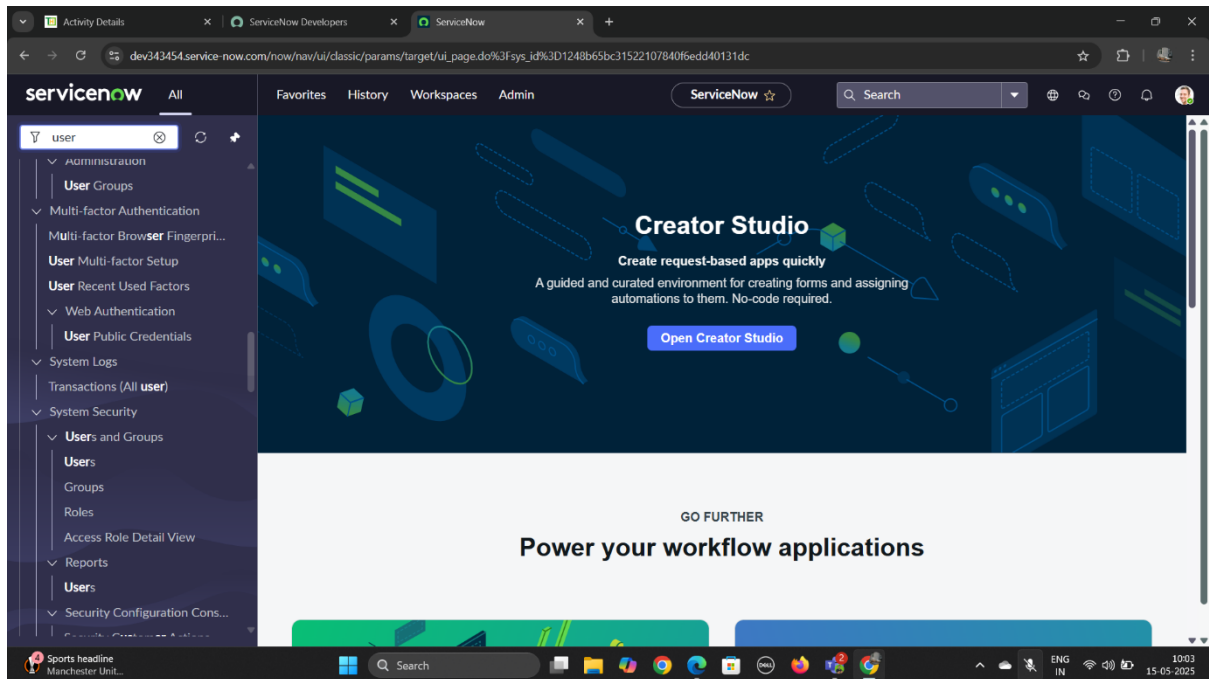 Activity Details
ServiceNow Developers
ServiceNow
dev343454.service-now.com/now/nav/ui/classic/params/target/ui_page.do%3Fsys_id%3D1248b65bc31522107840f6edd40131dc
servicenow All Favorites History Workspaces Admin ServiceNow Search
user
Administration
User Groups
Multi-factor Authentication
Multi-factor Browser Fingerpri...
User Multi-factor Setup
User Recent Used Factors
Web Authentication
User Public Credentials
System Logs
Transactions (All user)
System Security
Users and Groups
Users
Groups
Roles
Access Role Detail View
Reports
Users
Security Configuration Cons...
Creator Studio
Create request-based apps quickly
A guided and curated environment for creating forms and assigning
automations to them. No-code required.
Open Creator Studio
GO FURTHER
Power your workflow applications
4
Sports headline
Manchester Unit...
Search
DELL
2
ENG
IN
10:03
15-05-2025